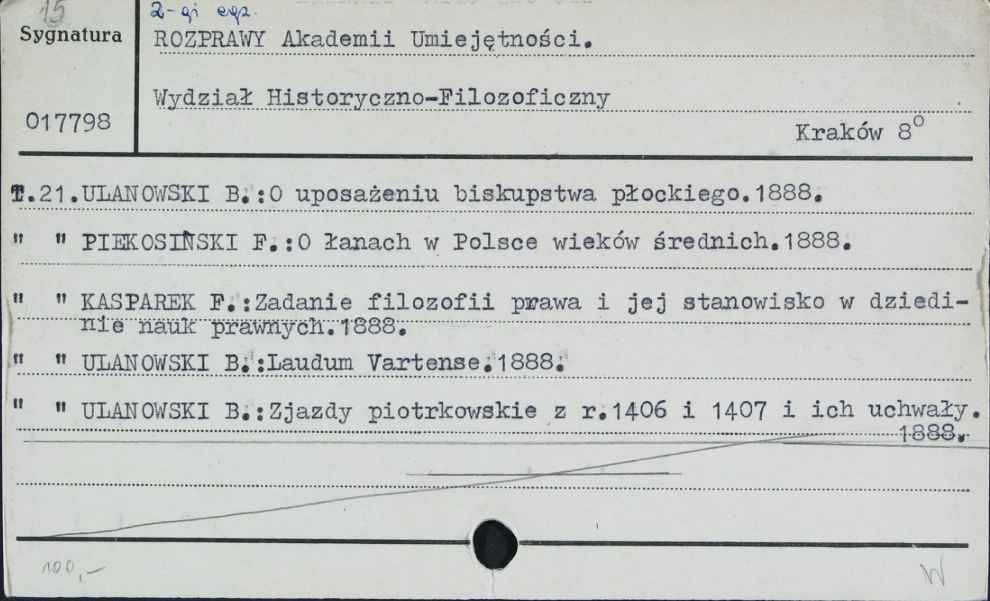 15
2-gi egz.
Sygnatura
ROZPRAWY Akademii Umiejętności.
Wydział Historyczno-Filozoficzny
017798
Kraków 8°
T.21.ULANOWSKI B.:O uposażeniu biskupstwa płockiego.1888.
" " PIEKOSIŃSKI F.:O łanach w Polsce wieków średnich.1888.
" " KASPAREK F.:Zadanie filozofii prawa i jej stanowisko w dziedi-
nie nauk prawnych.1888.
" " ULANOWSKI B.:Laudum Vartense.1888.
" " ULANOWSKI B.:Zjazdy piotrkowskie z r.1406 i 1407 i ich uchwały.
1888.
100,-
W